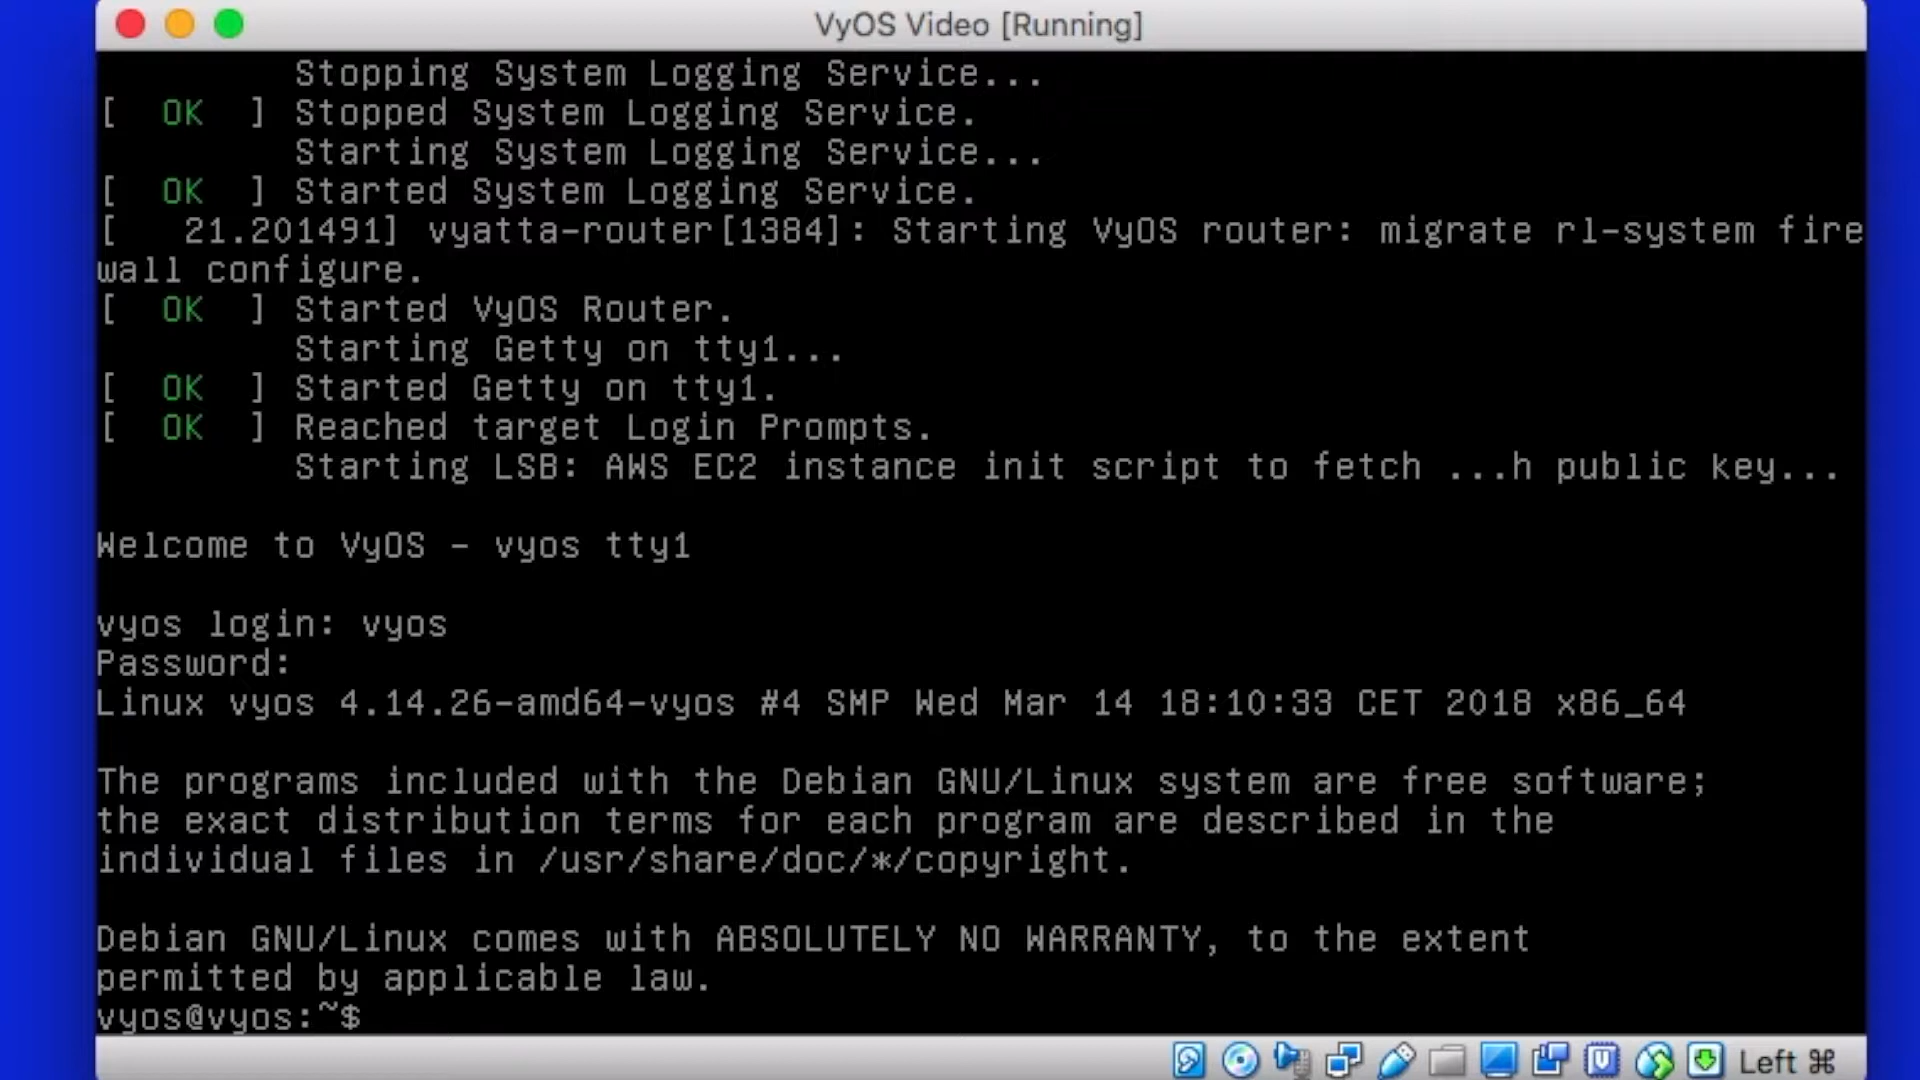 VyOS Video [Running]
Stopping System Logging Service...
[  OK  ] Stopped System Logging Service.
Starting System Logging Service...
[  OK  ] Started System Logging Service.
[   21.201491] vyatta-router[1384]: Starting VyOS router: migrate rl-system fire
wall configure.
[  OK  ] Started VyOS Router.
Starting Getty on tty1...
[  OK  ] Started Getty on tty1.
[  OK  ] Reached target Login Prompts.
Starting LSB: AWS EC2 instance init script to fetch ...h public key...
Welcome to VyOS - vyos tty1
vyos login: vyos
Password:
Linux vyos 4.14.26-amd64-vyos #4 SMP Wed Mar 14 18:10:33 CET 2018 x86_64
The programs included with the Debian GNU/Linux system are free software;
the exact distribution terms for each program are described in the
individual files in /usr/share/doc/*/copyright.
Debian GNU/Linux comes with ABSOLUTELY NO WARRANTY, to the extent
permitted by applicable law.
vyos@vyos:~$
Left ⌘